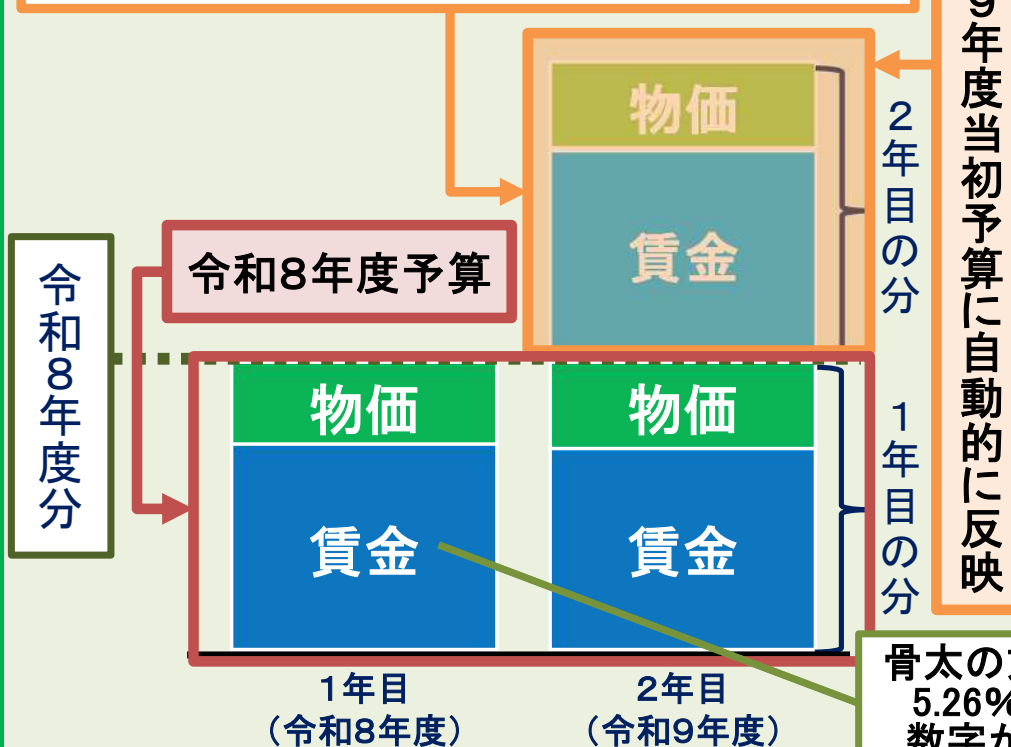 9年度当初予算に自動的に反映
物価
賃金
2年目の分
令和8年度予算
令和8年度分
物価
賃金
物価
賃金
1年目の分
1年目
(令和8年度)
2年目
(令和9年度)
骨太の
5.26%
数字が